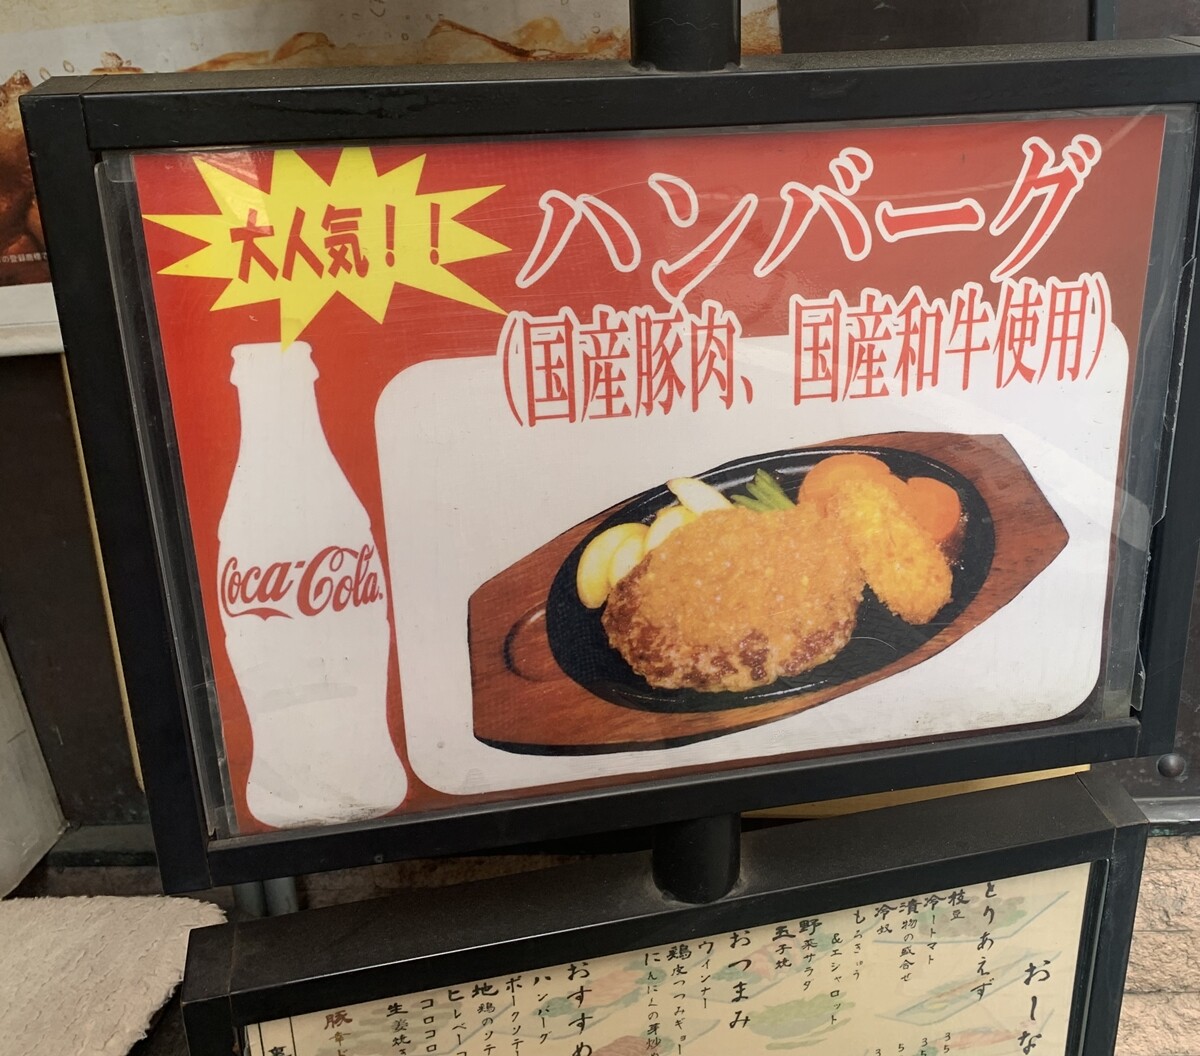 大人気!!
ハンバーグ
(国産豚肉、国産和牛使用)
Coca-Cola
おしな
とりあえず
枝豆
冷トマト
漬物の盛合せ
冷奴
もろきゅう
&エシャロット
野菜サラダ
玉子焼
おつまみ
ウインナー
鶏皮つつみギョー
にんにくの芽炒め
おすすめ
ハンバーグ
ポークソテー
地鶏のソテー
ヒレベーコ
コロコロ
生姜焼き
豚